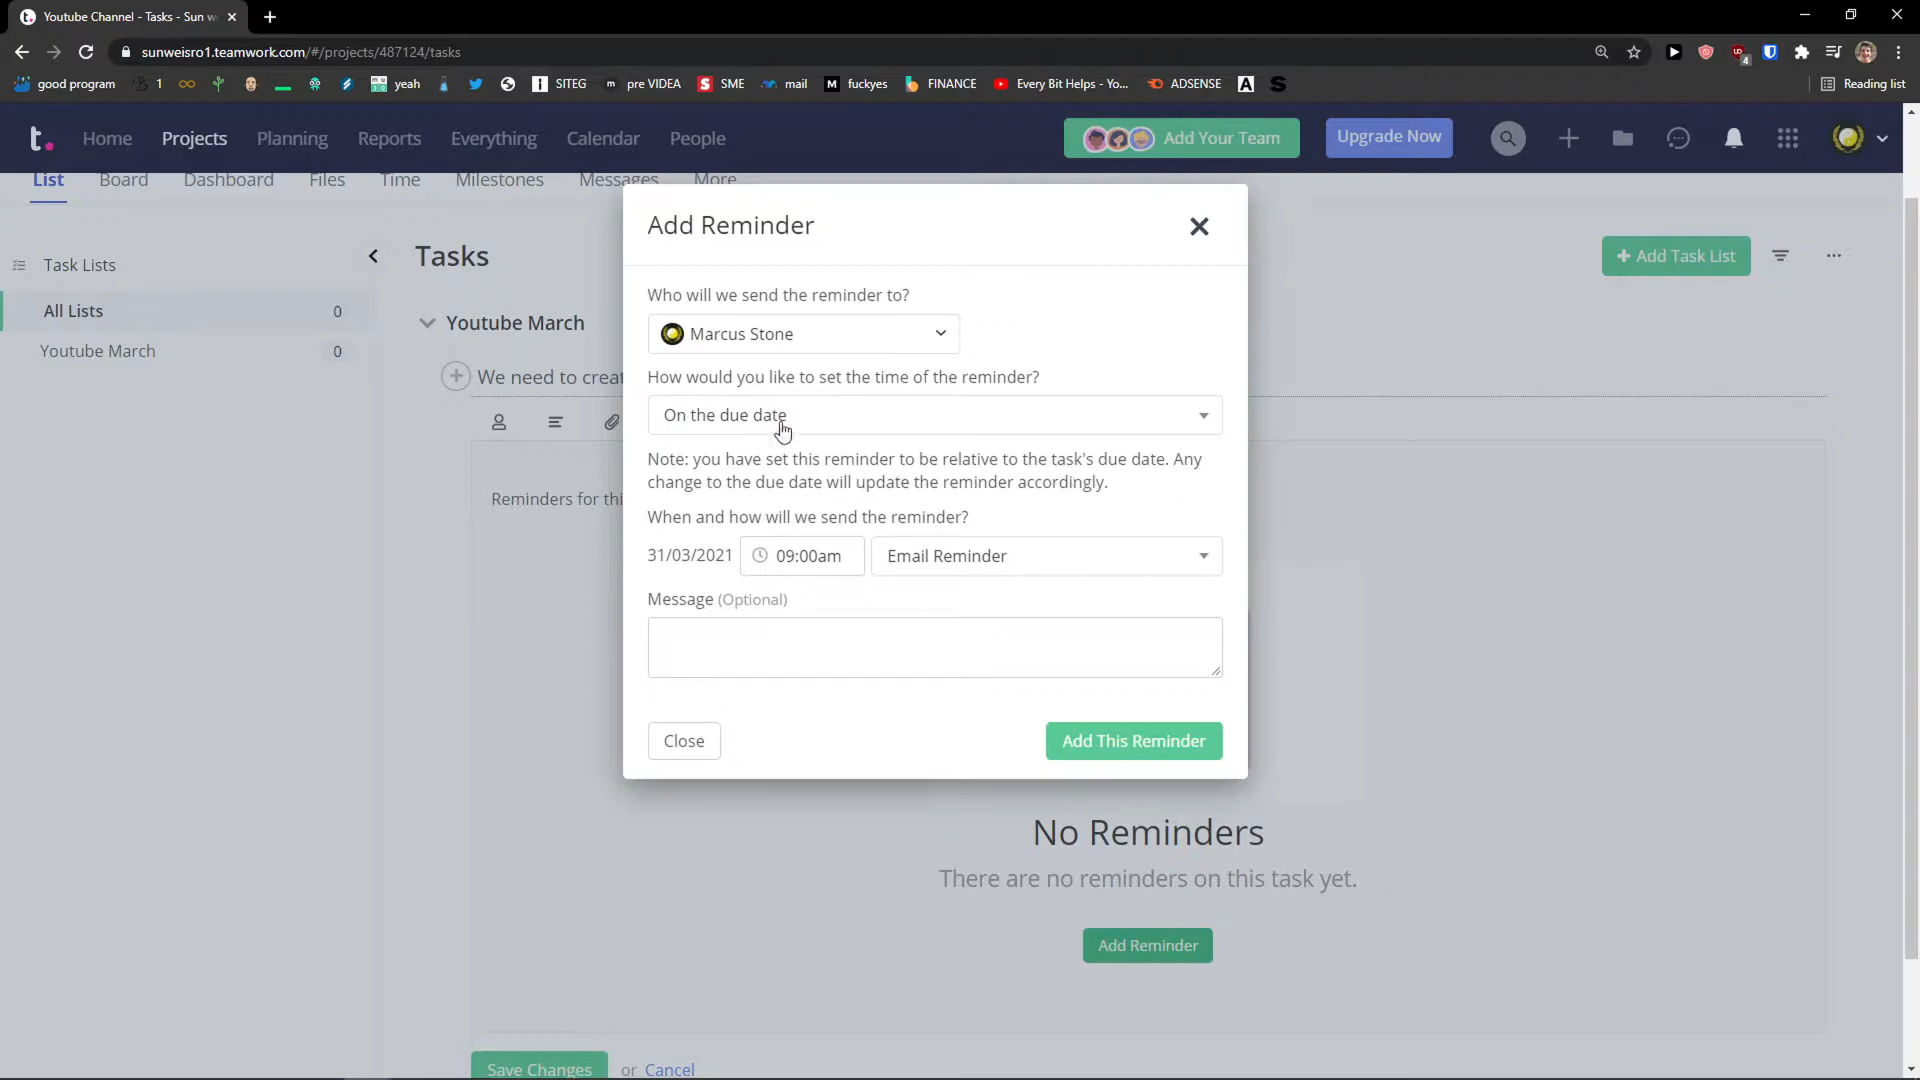 Youtube Channel - Tasks - Sun w
sunweisro1.teamwork.com/#/projects/487124/tasks
good program
1
yeah
SITEG
pre VIDEA
SME
mail
fuckyes
FINANCE
Every Bit Helps - Yo...
ADSENSE
Reading list
t.
Home
Projects
Planning
Reports
Everything
Calendar
People
Add Your Team
Upgrade Now
List
Board
Dashboard
Files
Time
Milestones
Messages
More
Task Lists
All Lists 0
Youtube March 0
Tasks
+ Add Task List
Youtube March
We need to creat
Reminders for thi
Add Reminder
Who will we send the reminder to?
Marcus Stone
How would you like to set the time of the reminder?
On the due date
Note: you have set this reminder to be relative to the task's due date. Any
change to the due date will update the reminder accordingly.
When and how will we send the reminder?
31/03/2021 09:00am Email Reminder
Message (Optional)
Close
Add This Reminder
No Reminders
There are no reminders on this task yet.
Add Reminder
Save Changes or Cancel